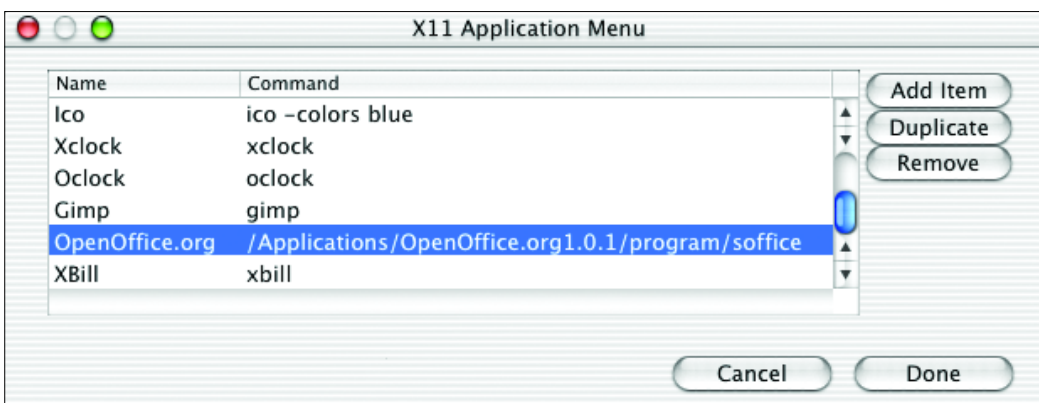 X11 Application Menu
Name Command
Ico ico -colors blue
Xclock xclock
Oclock oclock
Gimp gimp
OpenOffice.org /Applications/OpenOffice.org1.0.1/program/soffice
XBill xbill
Add Item
Duplicate
Remove
Cancel Done